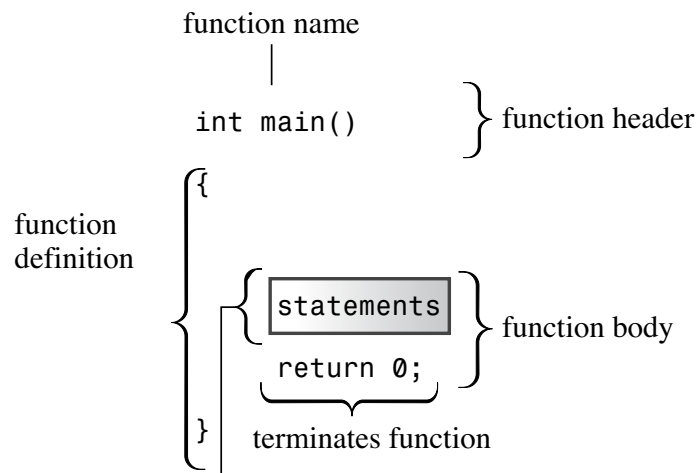 function name
int main()
function header
{
function
definition
statements
function body
return 0;
}
terminates function